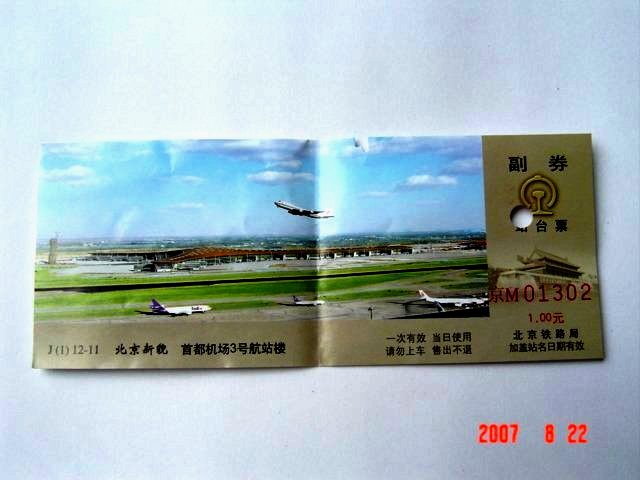 副 券
站台票
京M01302
1.00元
J(1)12-11 北京新貌 首都机场3号航站楼
一次有效 当日使用
请勿上车 售出不退
北京铁路局
加盖站名日期有效
2007 8 22